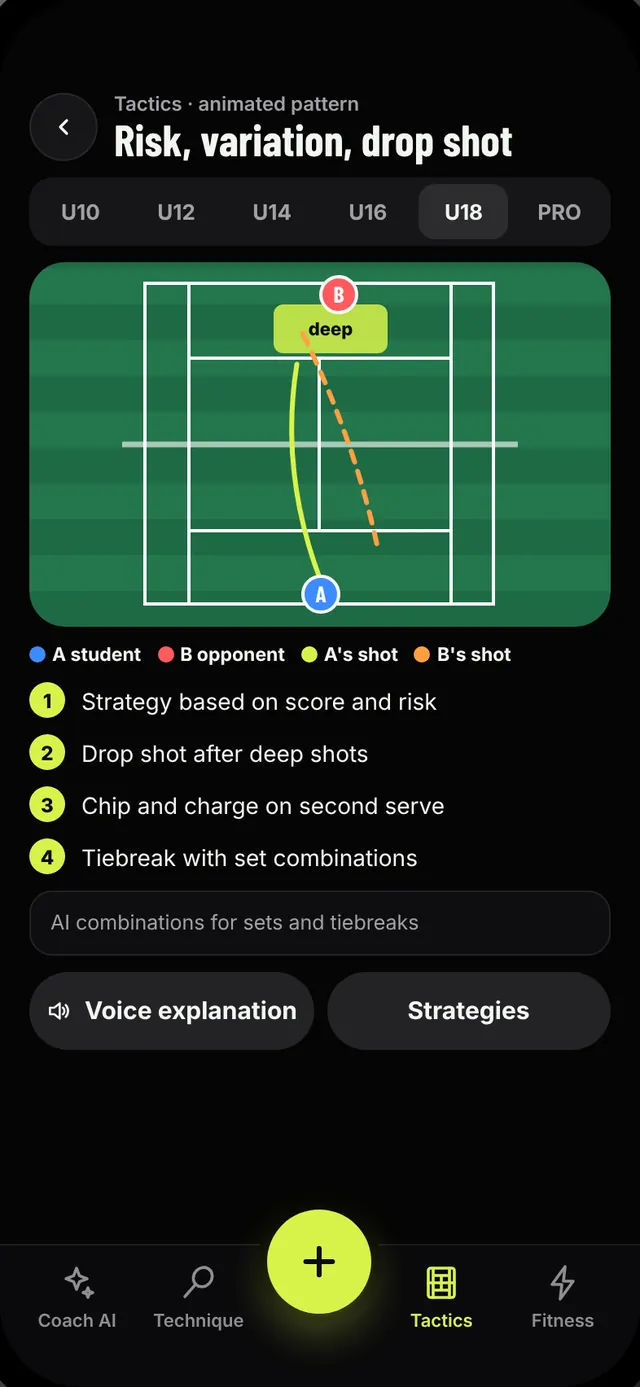 Tactics · animated pattern
Risk, variation, drop shot
U10 U12 U14 U16 U18 PRO
B
deep
A
A student B opponent A's shot B's shot
1 Strategy based on score and risk
2 Drop shot after deep shots
3 Chip and charge on second serve
4 Tiebreak with set combinations
AI combinations for sets and tiebreaks
Voice explanation Strategies
Coach AI Technique Tactics Fitness